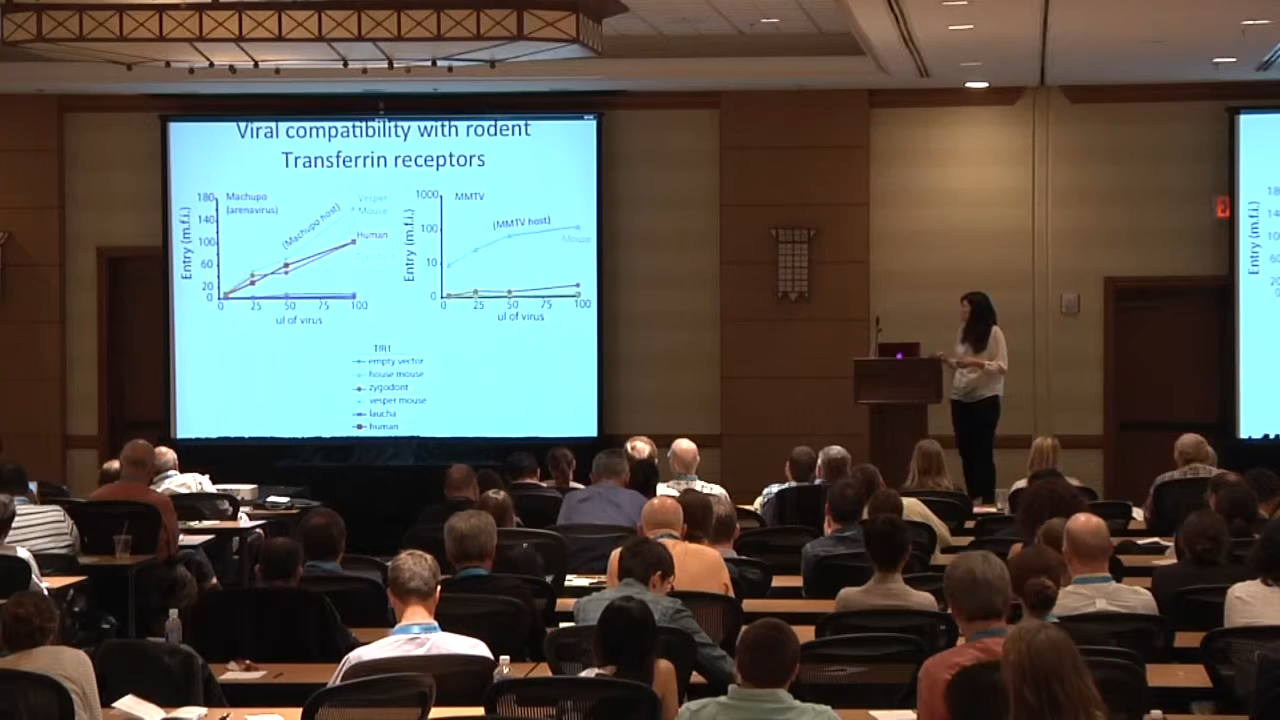 Viral compatibility with rodent
Transferrin receptors
Machupo
(arenavirus)
180
140
100
60
20
0
Entry (m.f.i.)
(Machupo host)
Vesper
Mouse
Human
0 25 50 75 100
ul of virus
MMTV
1000
100
10
0
Entry (m.f.i.)
(MMTV host)
Mouse
0 25 50 75 100
ul of virus
TfR1
empty vector
house mouse
zygodont
vesper mouse
laucha
human
Entry (m.f.i.)